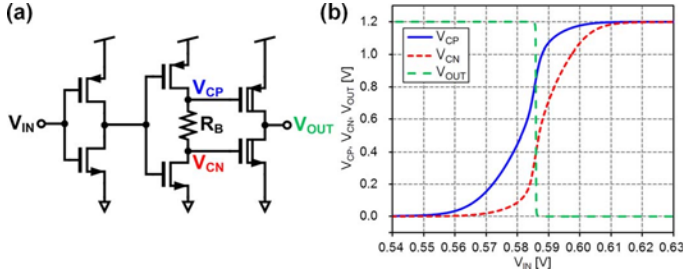 (a)
V_IN
V_CP
R_B
V_CN
V_OUT
(b)
V_CP, V_CN, V_OUT [V]
1.2
1.0
0.8
0.6
0.4
0.2
0.0
V_CP
V_CN
V_OUT
0.54 0.55 0.56 0.57 0.58 0.59 0.60 0.61 0.62 0.63
V_IN [V]